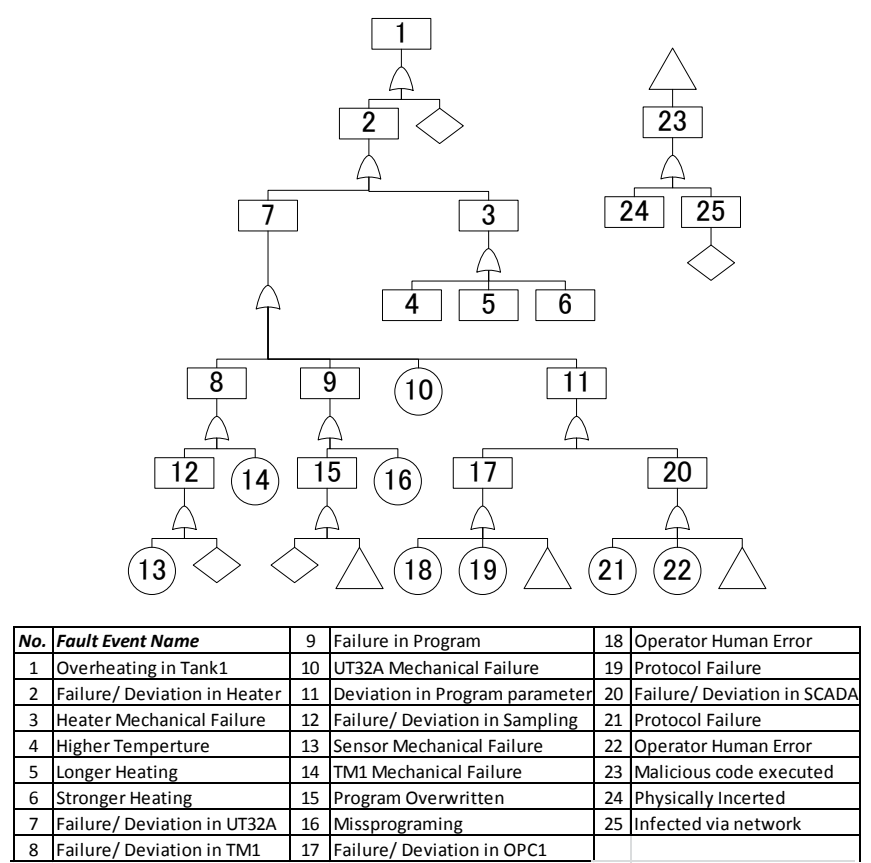 1
2
23
7
3
24 25
4 5 6
8 9 10 11
12 14 15 16 17 20
13 18 19 21 22
No. Fault Event Name 9 Failure in Program 18 Operator Human Error
1 Overheating in Tank1 10 UT32A Mechanical Failure 19 Protocol Failure
2 Failure/ Deviation in Heater 11 Deviation in Program parameter 20 Failure/ Deviation in SCADA
3 Heater Mechanical Failure 12 Failure/ Deviation in Sampling 21 Protocol Failure
4 Higher Temperture 13 Sensor Mechanical Failure 22 Operator Human Error
5 Longer Heating 14 TM1 Mechanical Failure 23 Malicious code executed
6 Stronger Heating 15 Program Overwritten 24 Physically Incerted
7 Failure/ Deviation in UT32A 16 Missprograming 25 Infected via network
8 Failure/ Deviation in TM1 17 Failure/ Deviation in OPC1